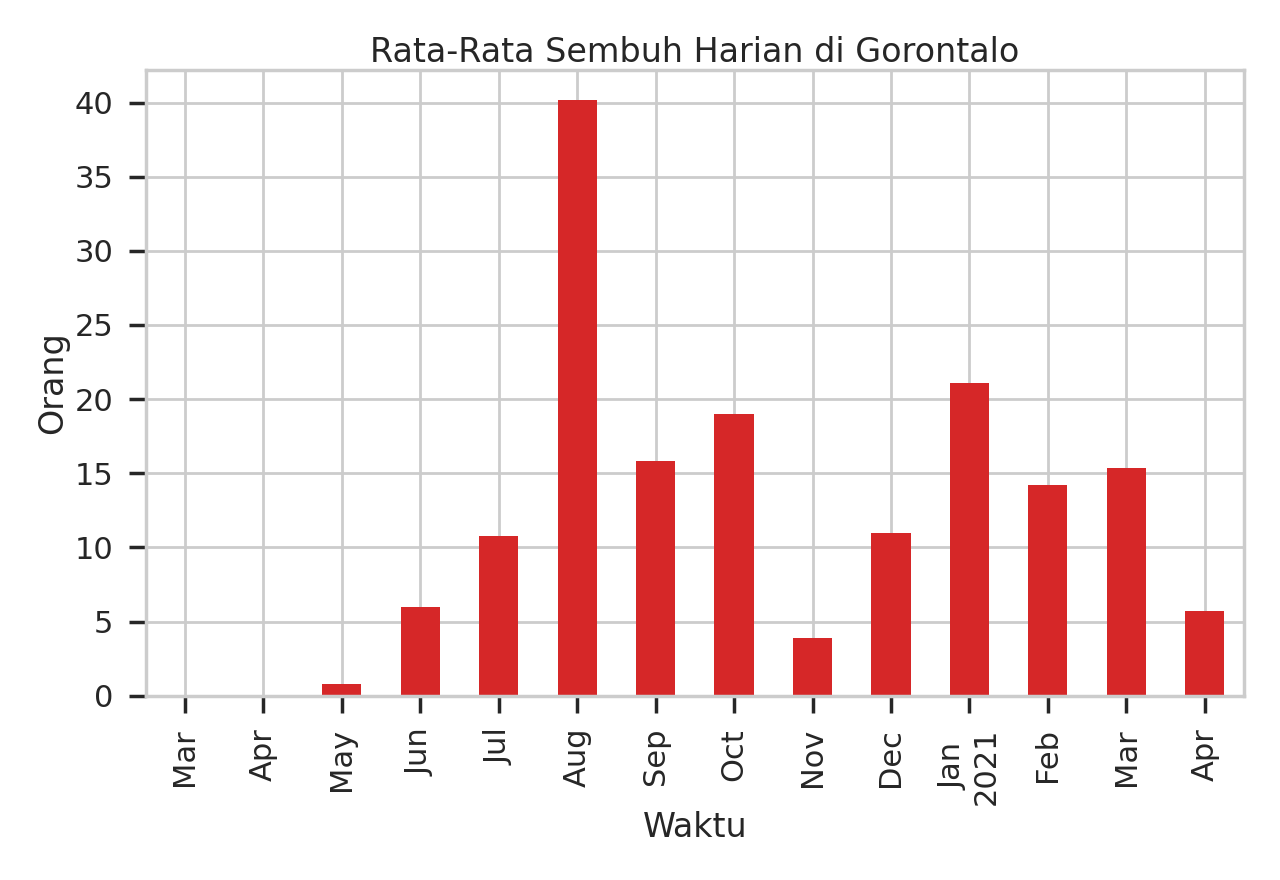 Rata-Rata Sembuh Harian di Gorontalo
Orang
40
35
30
25
20
15
10
5
0
Mar
Apr
May
Jun
Jul
Aug
Sep
Oct
Nov
Dec
Jan
2021
Feb
Mar
Apr
Waktu